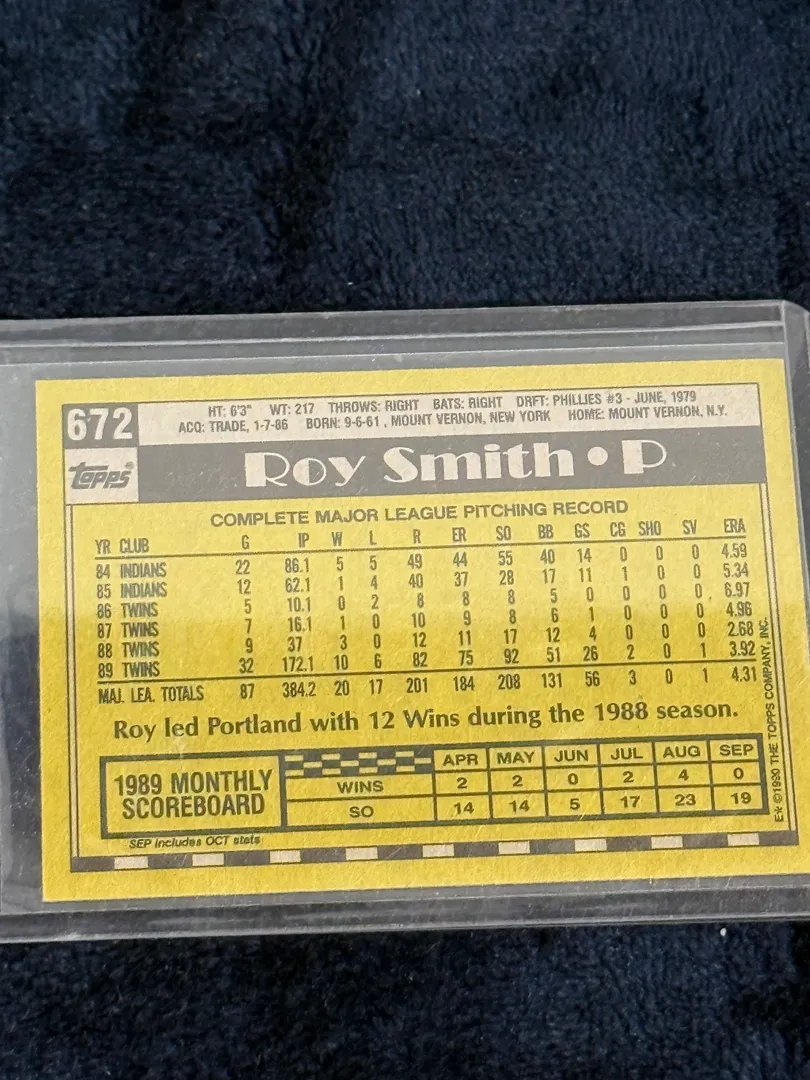 672
HT: 6'3" WT: 217 THROWS: RIGHT BATS: RIGHT DRFT: PHILLIES #3 - JUNE, 1979
ACQ: TRADE, 1-7-86 BORN: 9-6-61, MOUNT VERNON, NEW YORK HOME: MOUNT VERNON, N.Y.
topps®
Roy Smith • P
COMPLETE MAJOR LEAGUE PITCHING RECORD
YR CLUB G IP W L R ER SO BB GS CG SHO SV ERA
84 INDIANS 22 86.1 5 5 49 44 55 40 14 0 0 0 4.59
85 INDIANS 12 62.1 1 4 40 37 28 17 11 1 0 0 5.34
86 TWINS 5 10.1 0 2 8 8 8 5 0 0 0 0 6.97
87 TWINS 7 16.1 1 0 10 9 8 6 1 0 0 0 4.96
88 TWINS 9 37 3 0 12 11 17 12 4 0 0 0 2.68
89 TWINS 32 172.1 10 6 82 75 92 51 26 2 0 1 3.92
MAJ. LEA. TOTALS 87 384.2 20 17 201 184 208 131 56 3 0 1 4.31
Roy led Portland with 12 Wins during the 1988 season.
1989 MONTHLY
SCOREBOARD
APR MAY JUN JUL AUG SEP
WINS 2 2 0 2 4 0
SO 14 14 5 17 23 19
SEP includes OCT stats
E* ©1990 THE TOPPS COMPANY, INC.